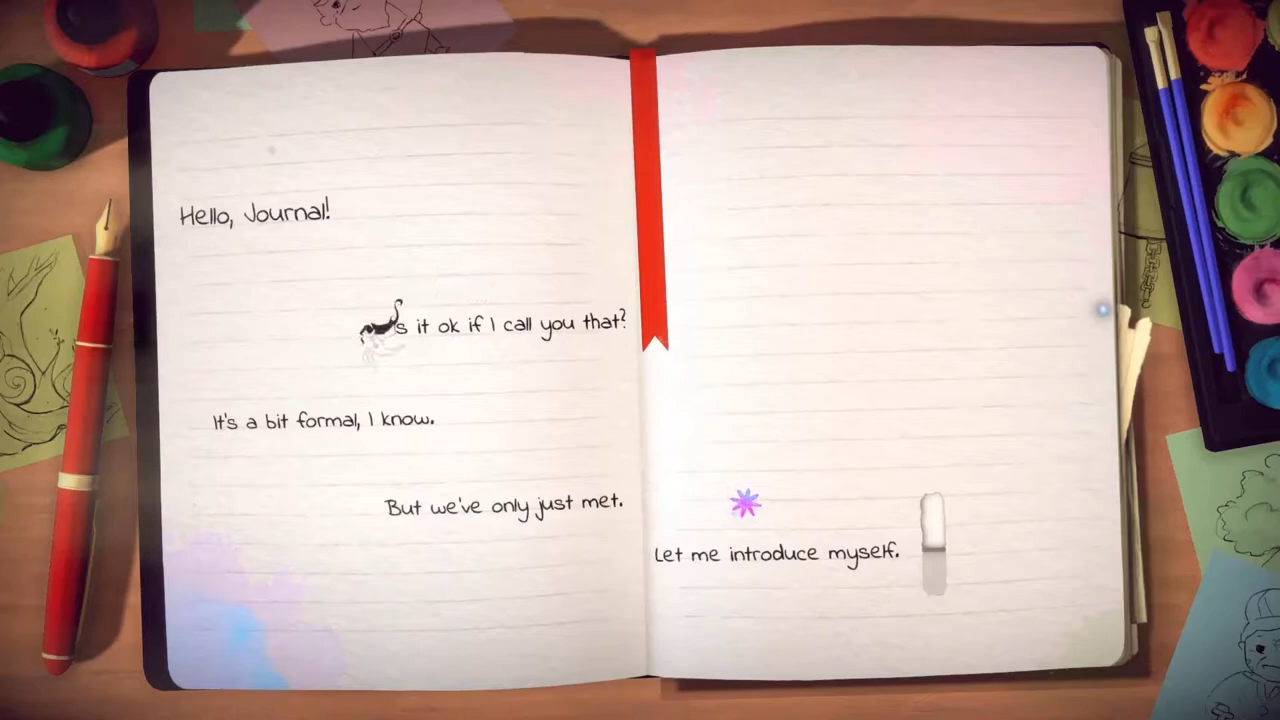 Hello, Journal!
it ok if I call you that?
It's a bit formal, I know.
But we've only just met.
Let me introduce myself.